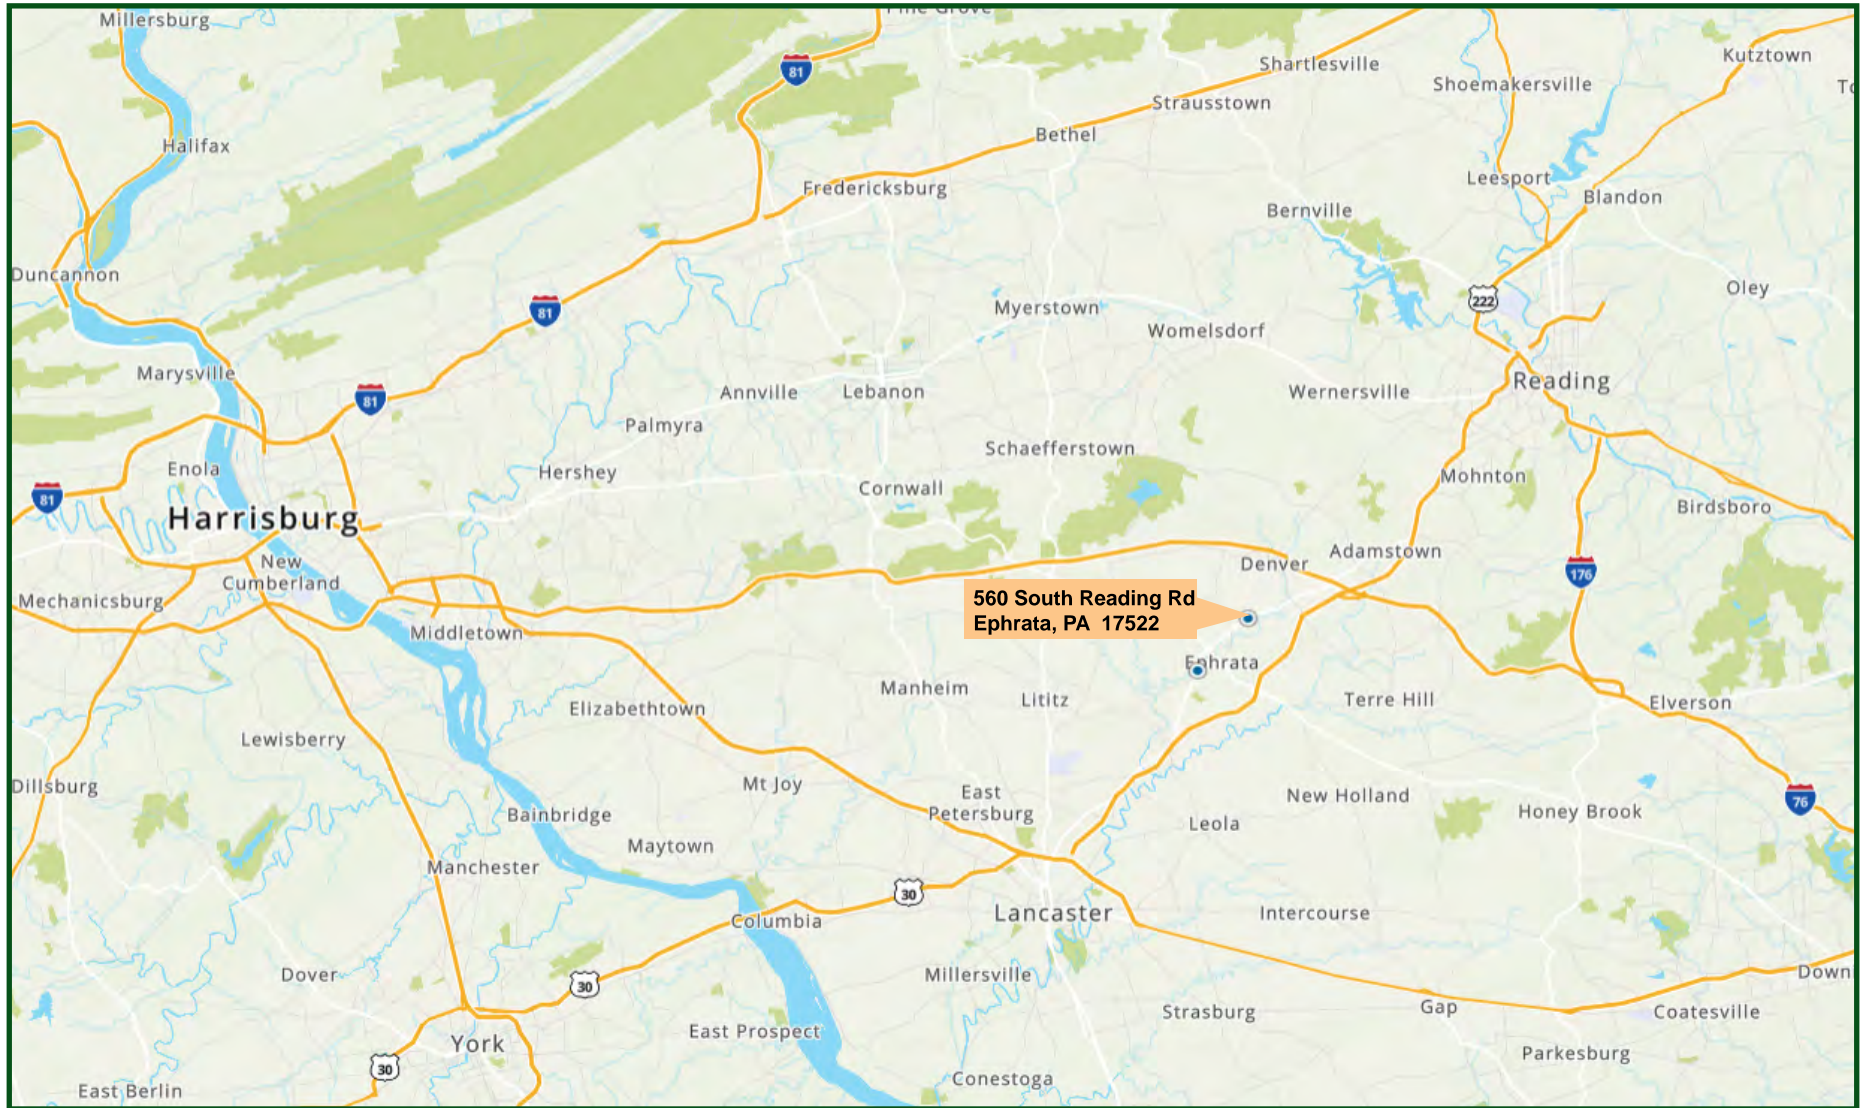 Millersburg
Pine Grove
81
Kutztown
Shartlesville
Shoemakersville
Strausstown
Halifax
Bethel
Fredericksburg
Leesport
Blandon
Bernville
Duncannon
222
Oley
81
Myerstown
Womelsdorf
Marysville
Reading
81
Annville
Lebanon
Wernersville
Palmyra
Schaefferstown
Enola
Hershey
Mohnton
Cornwall
81
Birdsboro
Harrisburg
New
Cumberland
Denver
Adamstown
176
Mechanicsburg
560 South Reading Rd
Ephrata, PA 17522
Middletown
Ephrata
Manheim
Lititz
Terre Hill
Elverson
Elizabethtown
Lewisberry
Dillsburg
Mt Joy
East
Petersburg
New Holland
76
Honey Brook
Bainbridge
Leola
Maytown
Manchester
30
Lancaster
Intercourse
Columbia
Dover
Millersville
Down
30
Strasburg
Gap
Coatesville
East Prospect
York
Parkesburg
30
Conestoga
East Berlin